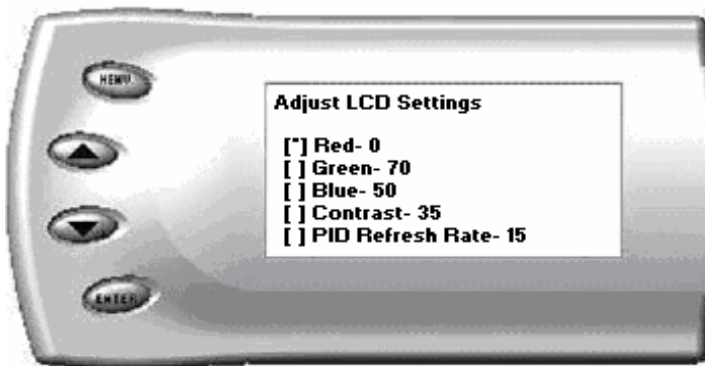 MENU
Adjust LCD Settings
[*] Red- 0
[ ] Green- 70
[ ] Blue- 50
[ ] Contrast- 35
[ ] PID Refresh Rate- 15
ENTER